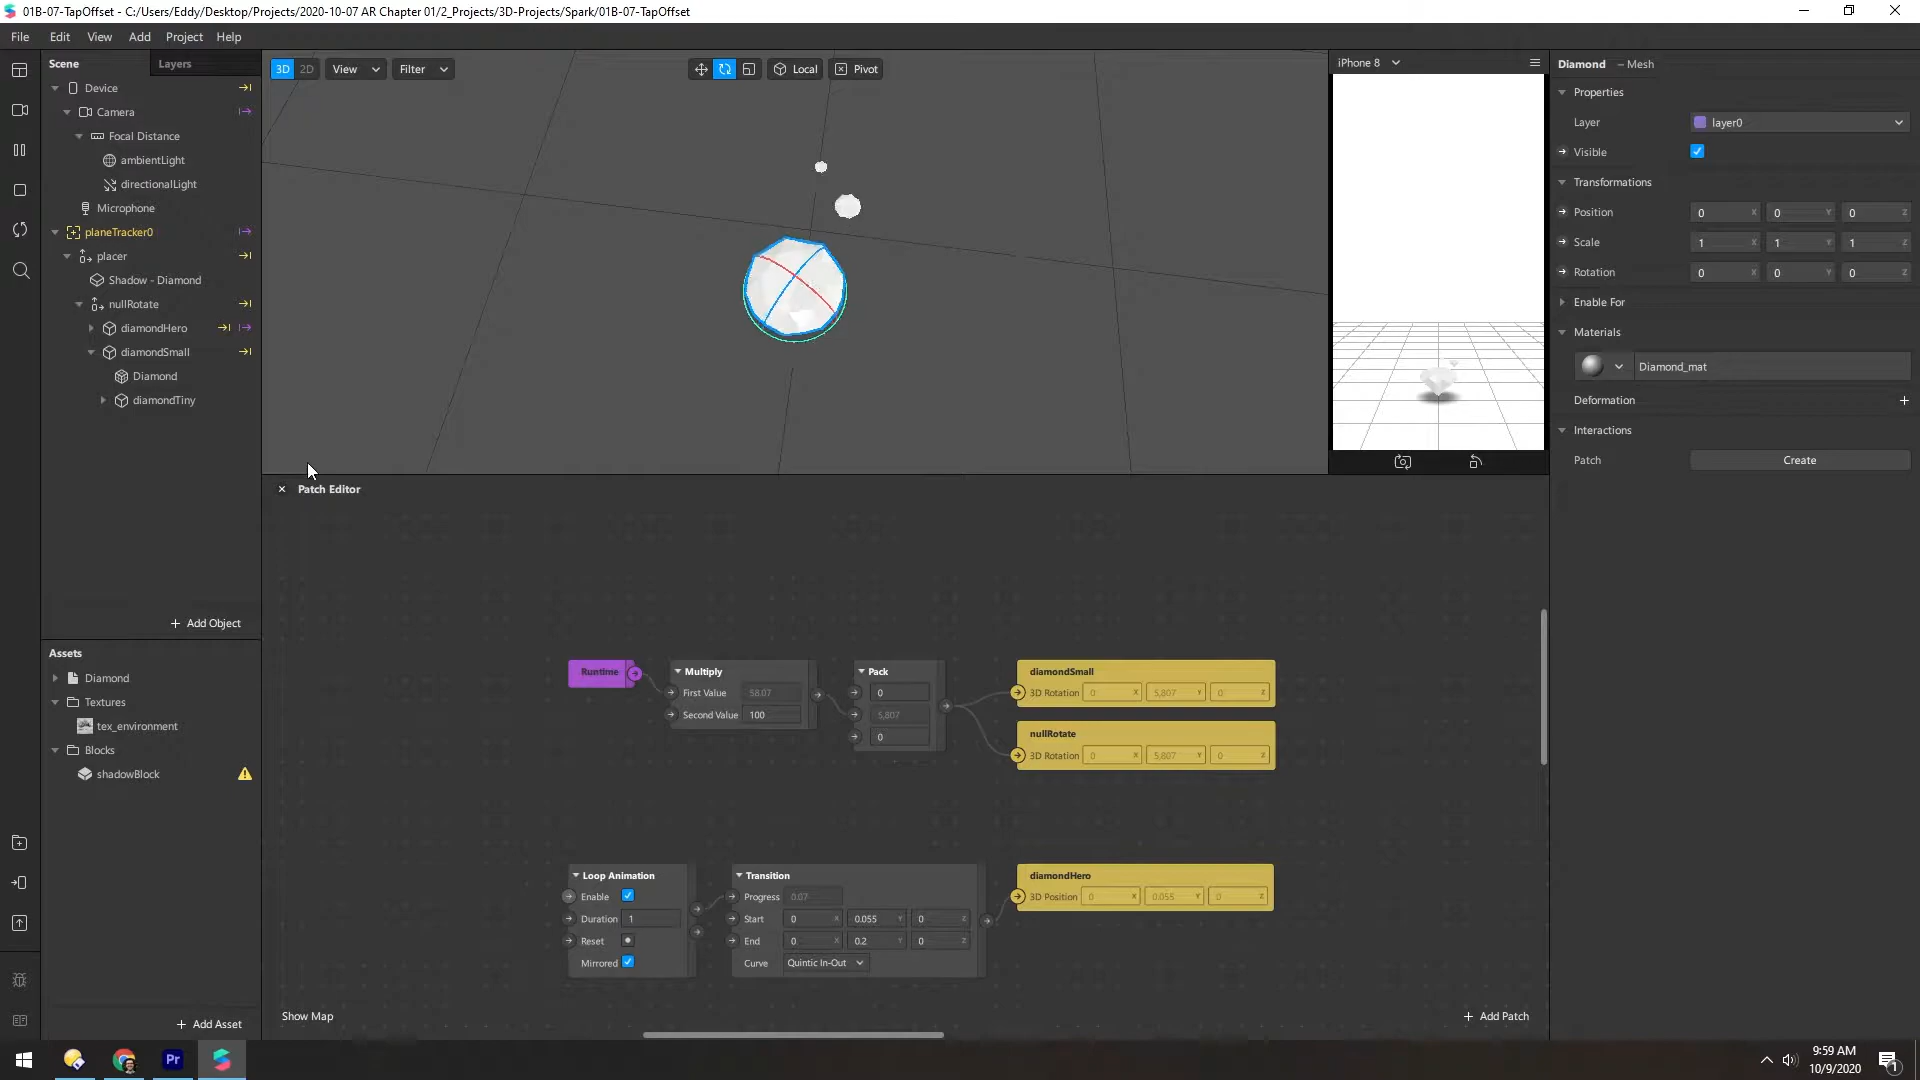 01B-07-TapOffset - C:/Users/Eddy/Desktop/Projects/2020-10-07 AR Chapter 01/2_Projects/3D-Projects/Spark/01B-07-TapOffset
File Edit View Add Project Help
Scene Layers
Device
Camera
Focal Distance
ambientLight
directionalLight
Microphone
planeTracker0
placer
Shadow - Diamond
nullRotate
diamondHero
diamondSmall
Diamond
diamondTiny
+ Add Object
Assets
Diamond
Textures
tex_environment
Blocks
shadowBlock
+ Add Asset
3D 2D View Filter Local Pivot
iPhone 8
Diamond – Mesh
Properties
Layer layer0
Visible
Transformations
Position 0 X 0 Y 0 Z
Scale 1 X 1 Y 1 Z
Rotation 0 X 0 Y 0 Z
Enable For
Materials
Diamond_mat
Deformation +
Interactions
Patch Create
Patch Editor
Runtime
Multiply
First Value 58.07
Second Value 100
Pack
0
5,807
0
diamondSmall
3D Rotation 0 X 5,807 Y 0 Z
nullRotate
3D Rotation 0 X 5,807 Y 0 Z
Loop Animation
Enable
Duration 1
Reset
Mirrored
Transition
Progress 0.07
Start 0 X 0.055 Y 0 Z
End 0 X 0.2 Y 0 Z
Curve Quintic In-Out
diamondHero
3D Position 0 X 0.055 Y 0 Z
Show Map
+ Add Patch
Pr
9:59 AM
10/9/2020
1